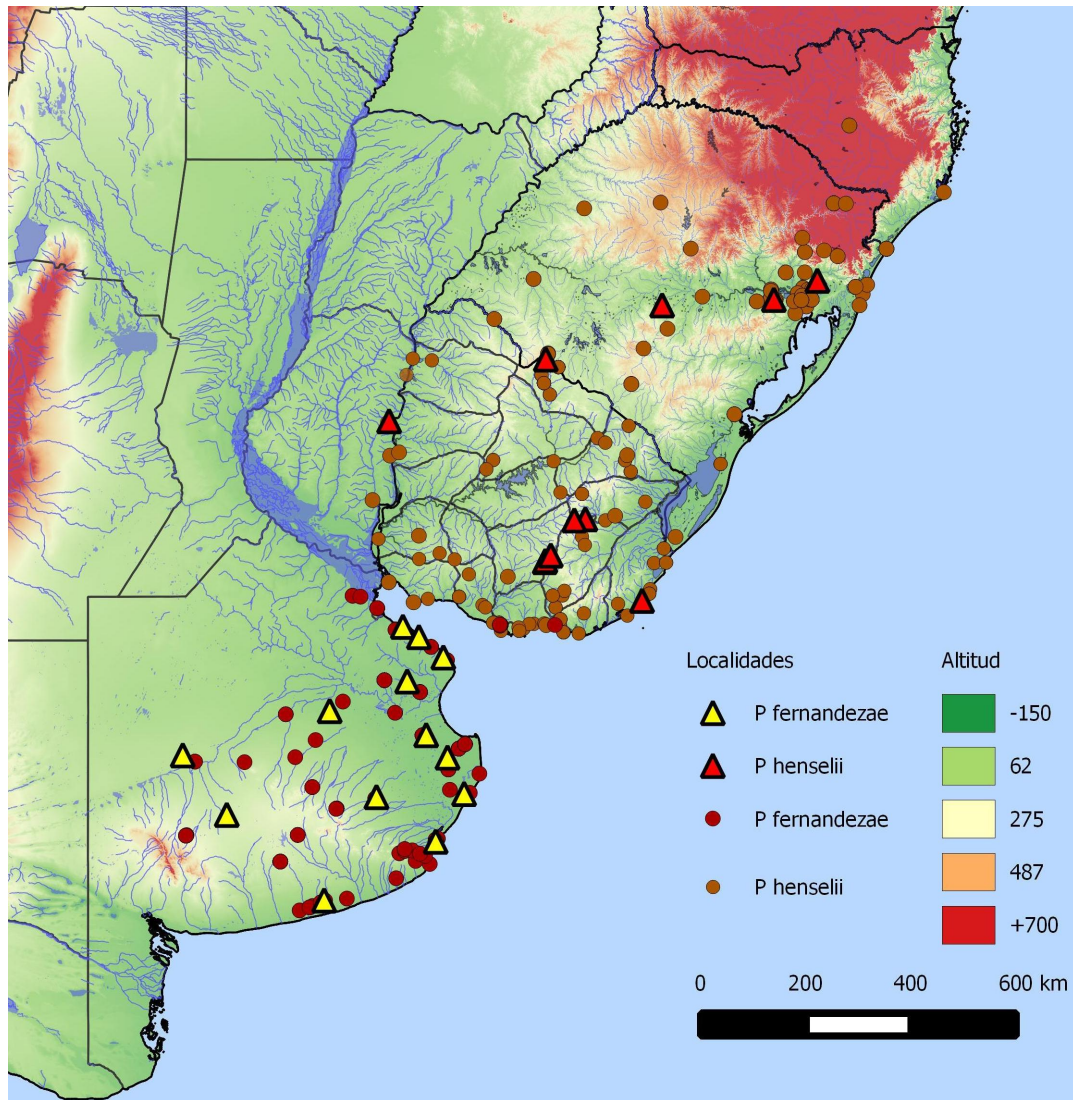 Localidades
P fernandezae
P henselii
P fernandezae
P henselii
Altitud
-150
62
275
487
+700
0 200 400 600 km